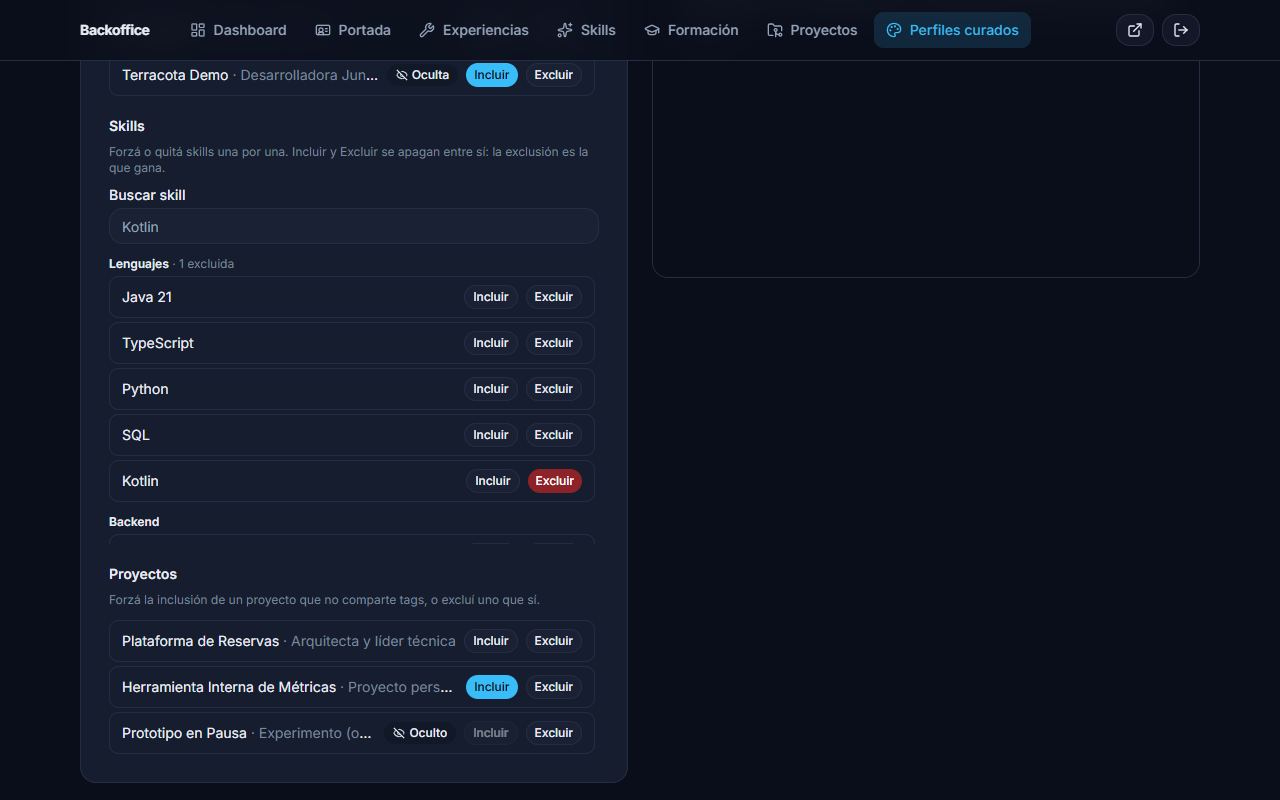 Backoffice Dashboard Portada Experiencias Skills Formación Proyectos Perfiles curados
Terracota Demo · Desarrolladora Jun... Oculta Incluir Excluir
Skills
Forzá o quitá skills una por una. Incluir y Excluir se apagan entre sí: la exclusión es la
que gana.
Buscar skill
Kotlin
Lenguajes · 1 excluida
Java 21 Incluir Excluir
TypeScript Incluir Excluir
Python Incluir Excluir
SQL Incluir Excluir
Kotlin Incluir Excluir
Backend
Proyectos
Forzá la inclusión de un proyecto que no comparte tags, o excluí uno que sí.
Plataforma de Reservas · Arquitecta y líder técnica Incluir Excluir
Herramienta Interna de Métricas · Proyecto pers... Incluir Excluir
Prototipo en Pausa · Experimento (o... Oculto Incluir Excluir